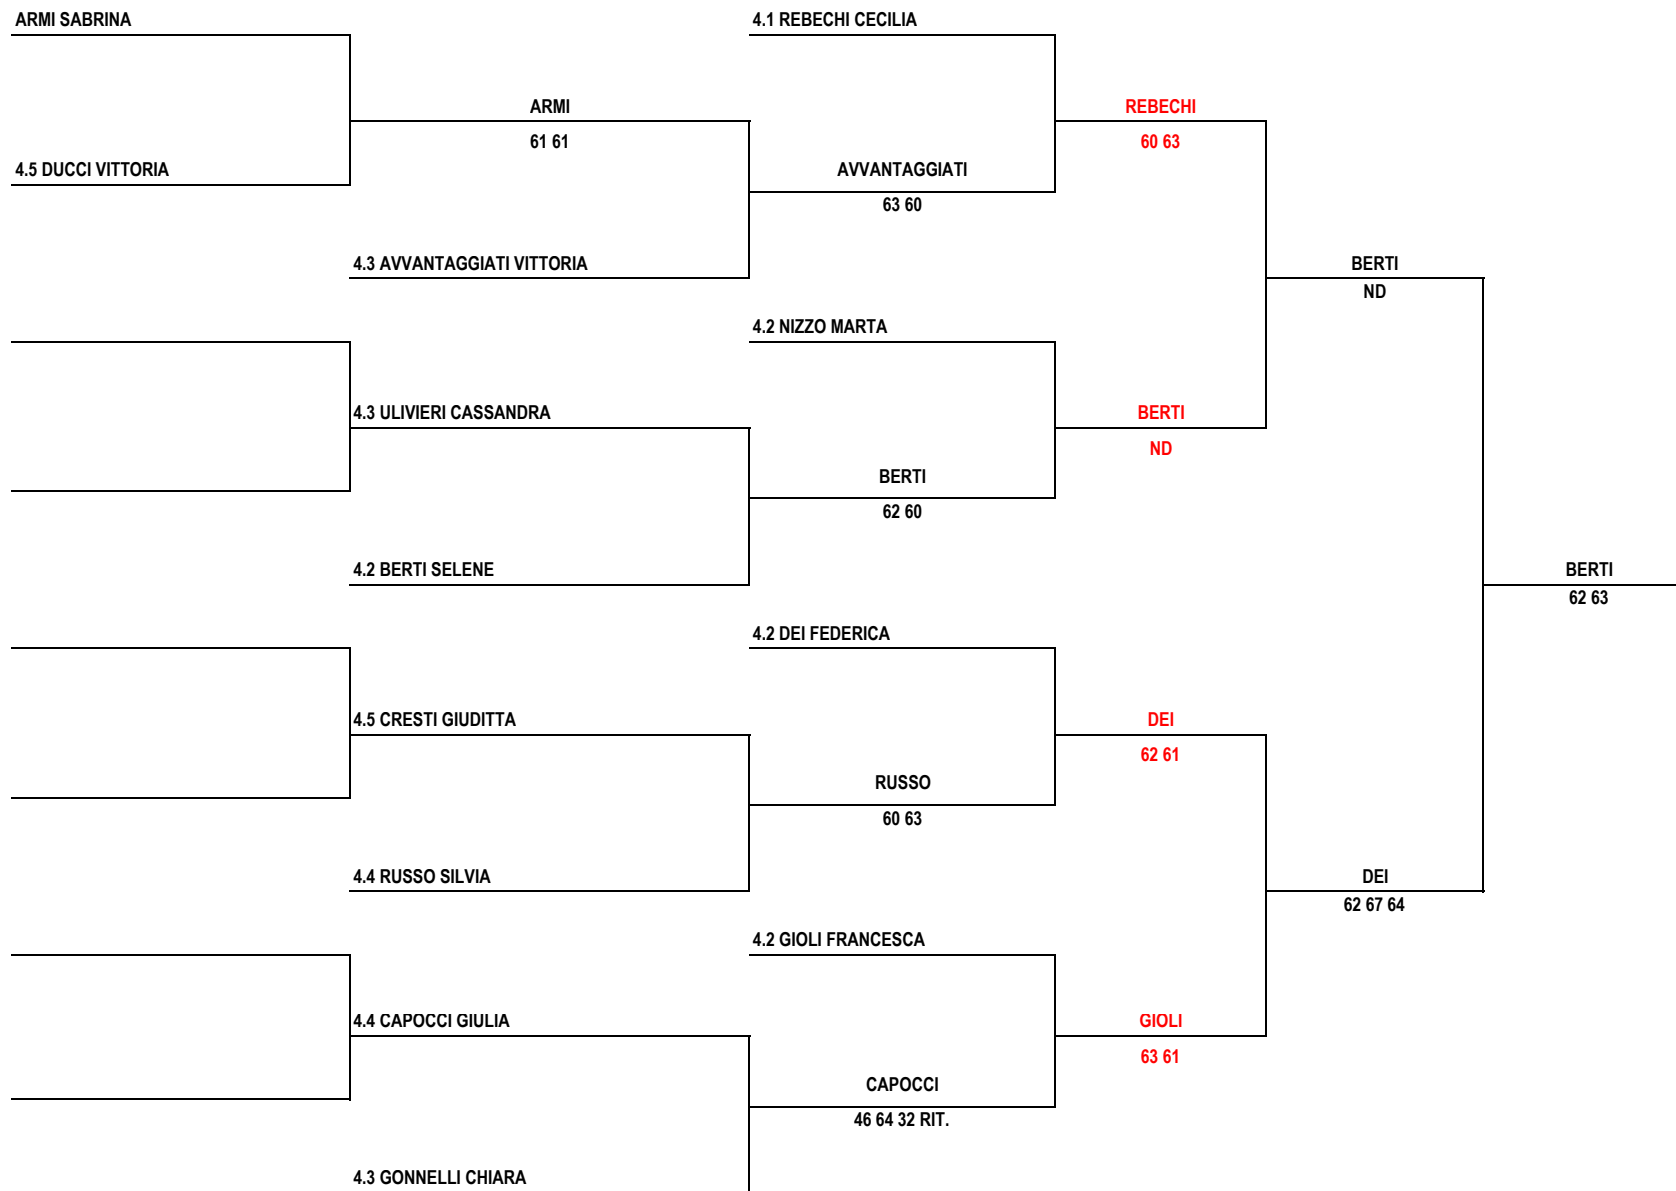 ARMI SABRINA
4.1 REBECHI CECILIA
ARMI
REBECHI
61 61
60 63
4.5 DUCCI VITTORIA
AVVANTAGGIATI
63 60
4.3 AVVANTAGGIATI VITTORIA
BERTI
ND
4.2 NIZZO MARTA
4.3 ULIVIERI CASSANDRA
BERTI
ND
BERTI
62 60
4.2 BERTI SELENE
BERTI
62 63
4.2 DEI FEDERICA
4.5 CRESTI GIUDITTA
DEI
62 61
RUSSO
60 63
4.4 RUSSO SILVIA
DEI
62 67 64
4.2 GIOLI FRANCESCA
4.4 CAPOCCI GIULIA
GIOLI
63 61
CAPOCCI
46 64 32 RIT.
4.3 GONNELLI CHIARA